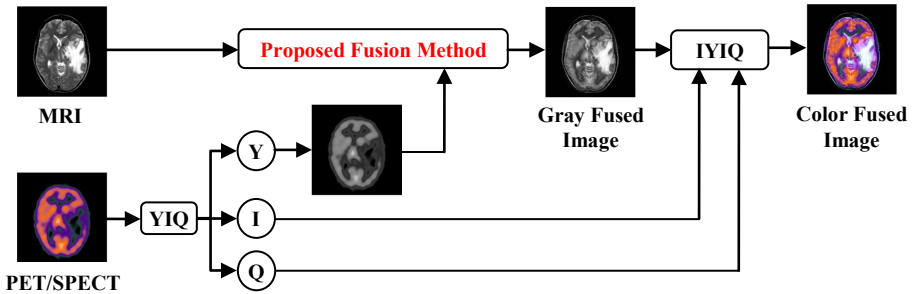 Proposed Fusion Method
IYIQ
MRI
Gray Fused
Image
Color Fused
Image
Y
YIQ
I
Q
PET/SPECT